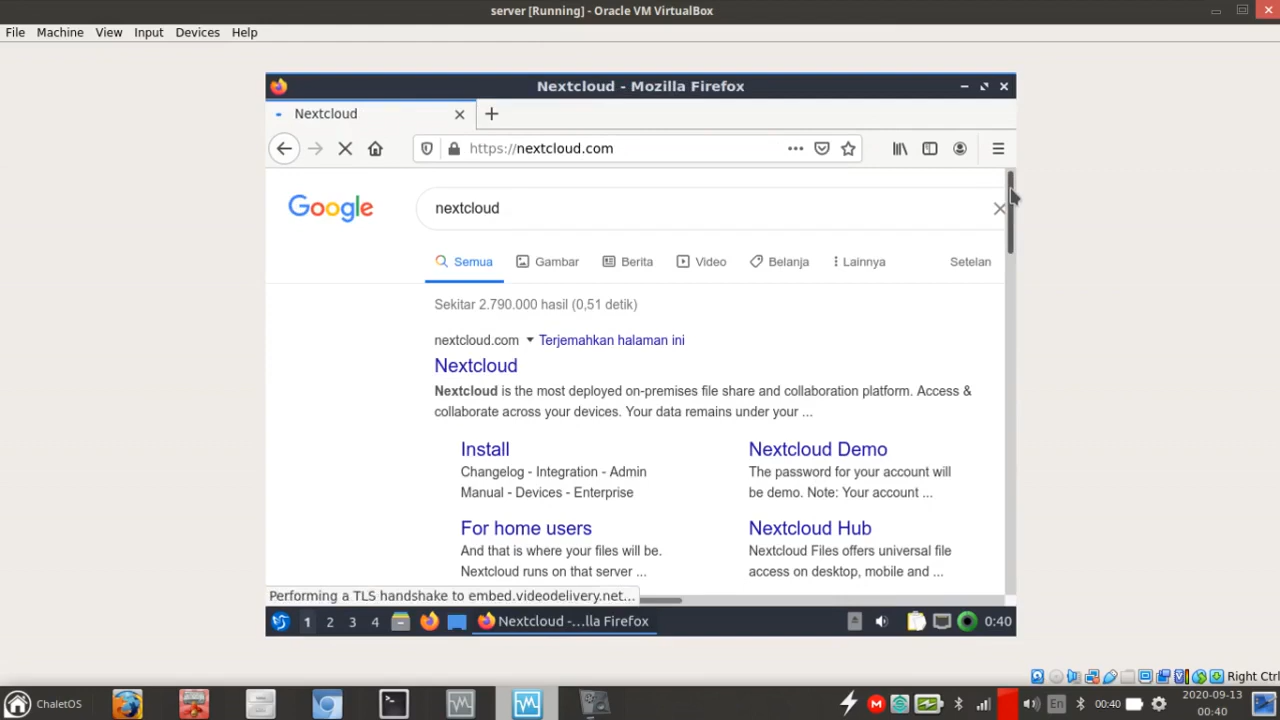 server [Running] - Oracle VM VirtualBox
File Machine View Input Devices Help
Nextcloud - Mozilla Firefox
Nextcloud
https://nextcloud.com
Google
nextcloud
Semua Gambar Berita Video Belanja Lainnya Setelan
Sekitar 2.790.000 hasil (0,51 detik)
nextcloud.com Terjemahkan halaman ini
Nextcloud
Nextcloud is the most deployed on-premises file share and collaboration platform. Access &
collaborate across your devices. Your data remains under your ...
Install
Changelog - Integration - Admin
Manual - Devices - Enterprise
Nextcloud Demo
The password for your account will
be demo. Note: Your account ...
For home users
And that is where your files will be.
Nextcloud runs on that server ...
Nextcloud Hub
Nextcloud Files offers universal file
access on desktop, mobile and ...
Performing a TLS handshake to embed.videodelivery.net...
1 2 3 4 Nextcloud -...lla Firefox 0:40
Right Ctrl
ChaletOS
En 00:40
2020-09-13
00:40